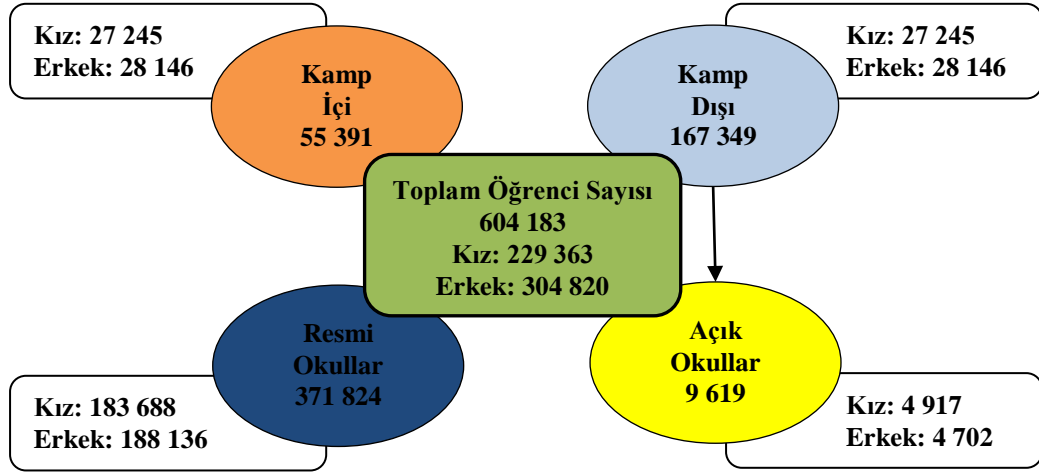 Kız: 27 245
Erkek: 28 146
Kamp
İçi
55 391
Kamp
Dışı
167 349
Kız: 27 245
Erkek: 28 146
Toplam Öğrenci Sayısı
604 183
Kız: 229 363
Erkek: 304 820
Resmi
Okullar
371 824
Kız: 183 688
Erkek: 188 136
Açık
Okullar
9 619
Kız: 4 917
Erkek: 4 702